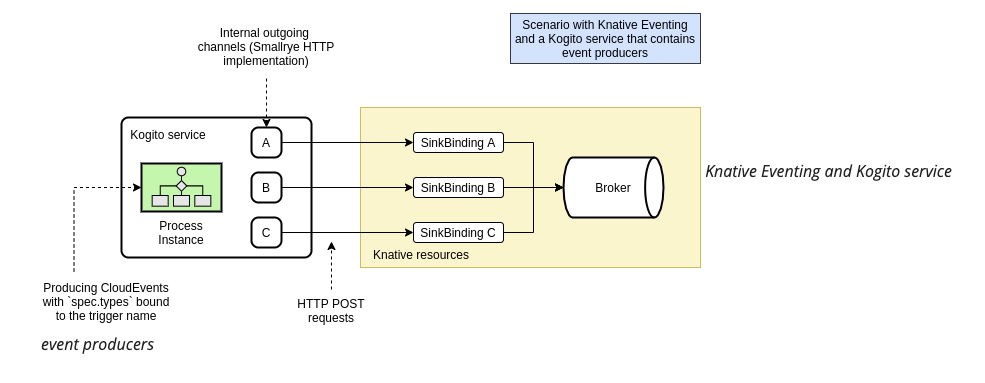 Scenario with Knative Eventing
and a Kogito service that contains
event producers
Internal outgoing
channels (Smallrye HTTP
implementation)
Kogito service
A
B
C
Process
Instance
SinkBinding A
SinkBinding B
SinkBinding C
Broker
Knative resources
Knative Eventing and Kogito service
Producing CloudEvents
with `spec.types` bound
to the trigger name
HTTP POST
requests
event producers